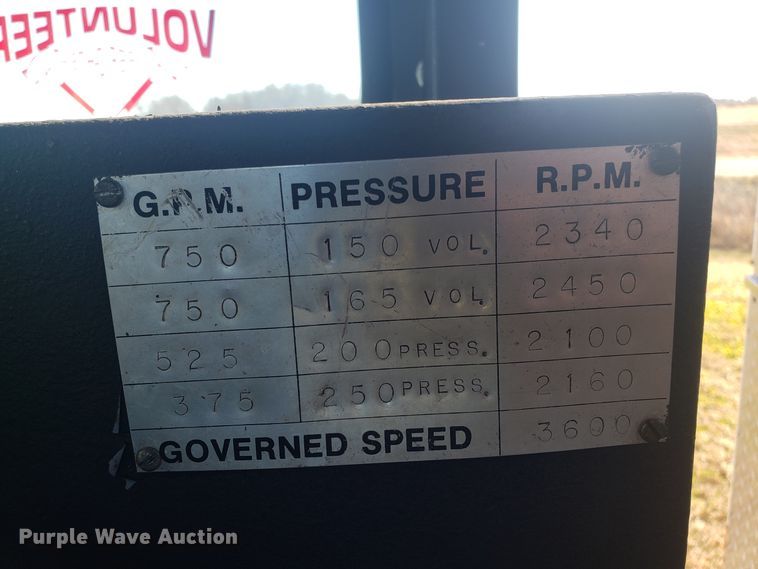 VOLUNTEER
G.P.M. PRESSURE R.P.M.
750 150 VOL. 2340
750 165 VOL. 2450
525 200 PRESS. 2100
375 250 PRESS. 2160
GOVERNED SPEED 3600
Purple Wave Auction